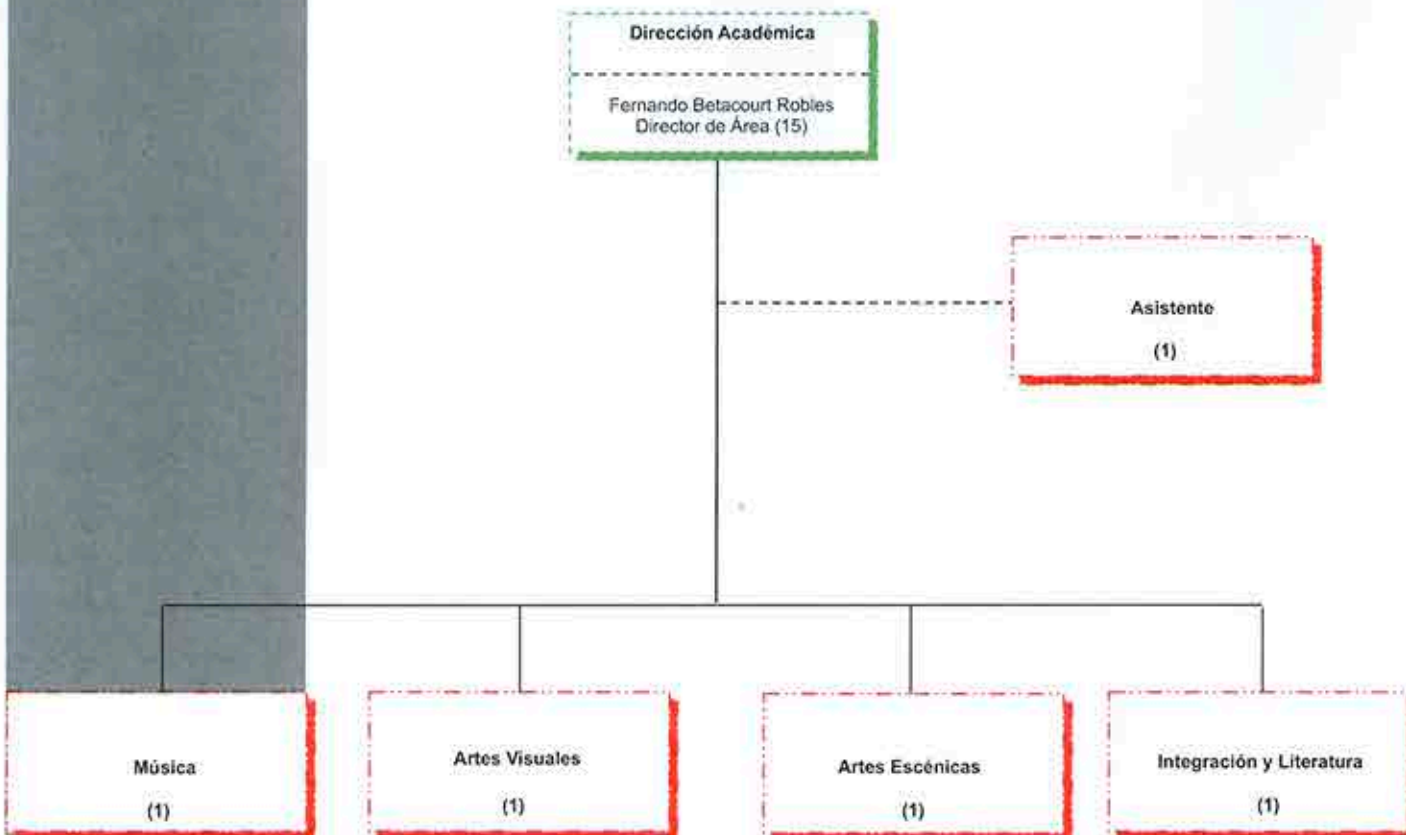 Dirección Académica
Fernando Betacourt Robles
Director de Área (15)
Asistente
(1)
Música
(1)
Artes Visuales
(1)
Artes Escénicas
(1)
Integración y Literatura
(1)